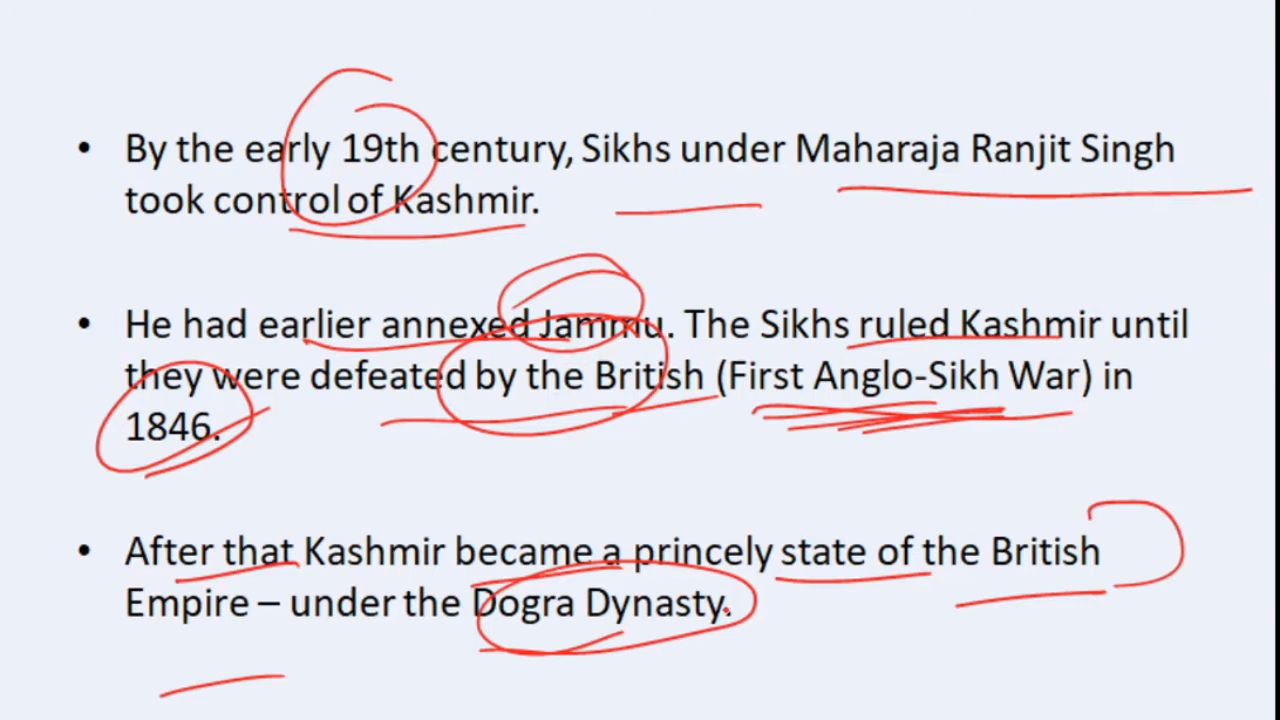 • By the early 19th century, Sikhs under Maharaja Ranjit Singh
took control of Kashmir.
• He had earlier annexed Jammu. The Sikhs ruled Kashmir until
they were defeated by the British (First Anglo-Sikh War) in
1846.
• After that Kashmir became a princely state of the British
Empire – under the Dogra Dynasty.